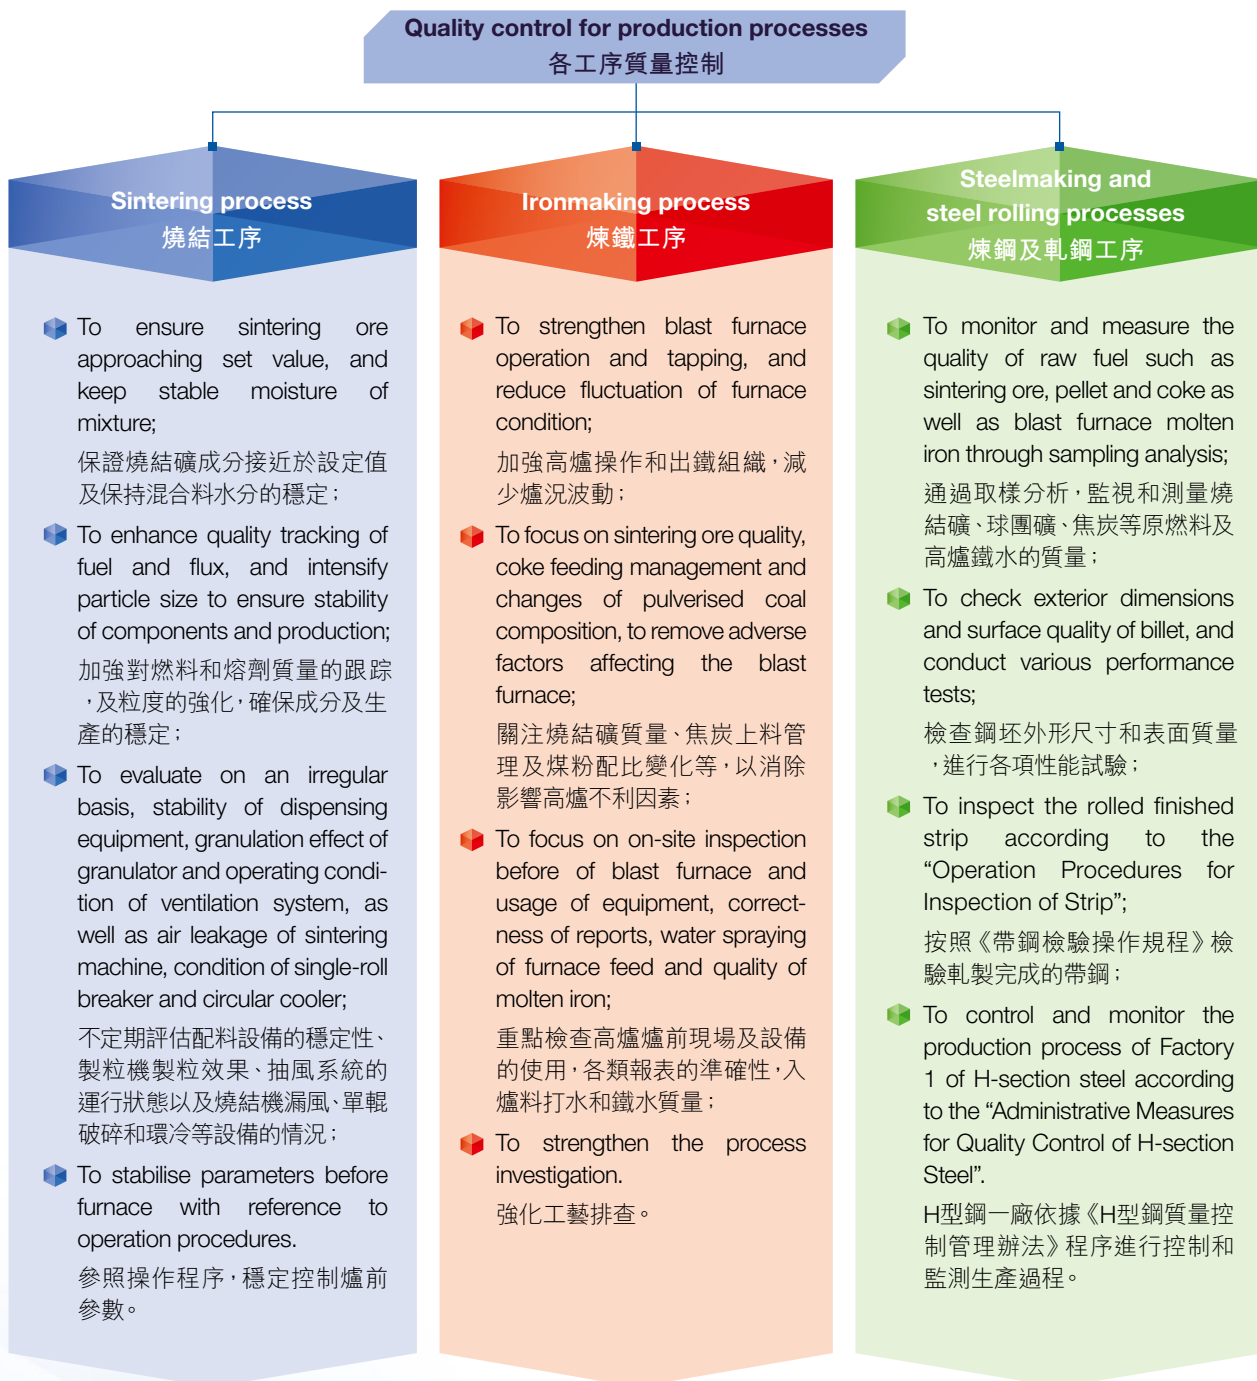 Quality control for production processes
各工序質量控制
Sintering process
燒結工序
To ensure sintering ore
approaching set value, and
keep stable moisture of
mixture;
保證燒結礦成分接近於設定值
及保持混合料水分的穩定；
To enhance quality tracking of
fuel and flux, and intensify
particle size to ensure stability
of components and production;
加強對燃料和熔劑質量的跟踪
，及粒度的強化，確保成分及生
產的穩定；
To evaluate on an irregular
basis, stability of dispensing
equipment, granulation effect of
granulator and operating condi-
tion of ventilation system, as
well as air leakage of sintering
machine, condition of single-roll
breaker and circular cooler;
不定期評估配料設備的穩定性、
製粒機製粒效果、抽風系統的
運行狀態以及燒結機漏風、單輥
破碎和環冷等設備的情況；
To stabilise parameters before
furnace with reference to
operation procedures.
參照操作程序，穩定控制爐前
參數。
Ironmaking process
煉鐵工序
To strengthen blast furnace
operation and tapping, and
reduce fluctuation of furnace
condition;
加強高爐操作和出鐵組織，減
少爐況波動；
To focus on sintering ore quality,
coke feeding management and
changes of pulverised coal
composition, to remove adverse
factors affecting the blast
furnace;
關注燒結礦質量、焦炭上料管
理及煤粉配比變化等，以消除
影響高爐不利因素；
To focus on on-site inspection
before of blast furnace and
usage of equipment, correct-
ness of reports, water spraying
of furnace feed and quality of
molten iron;
重點檢查高爐爐前現場及設備
的使用，各類報表的準確性，入
爐料打水和鐵水質量；
To strengthen the process
investigation.
強化工藝排查。
Steelmaking and
steel rolling processes
煉鋼及軋鋼工序
To monitor and measure the
quality of raw fuel such as
sintering ore, pellet and coke as
well as blast furnace molten
iron through sampling analysis;
通過取樣分析，監視和測量燒
結礦、球團礦、焦炭等原燃料及
高爐鐵水的質量；
To check exterior dimensions
and surface quality of billet, and
conduct various performance
tests;
檢查鋼坯外形尺寸和表面質量
，進行各項性能試驗；
To inspect the rolled finished
strip according to the
“Operation Procedures for
Inspection of Strip”;
按照《帶鋼檢驗操作規程》檢
驗軋製完成的帶鋼；
To control and monitor the
production process of Factory
1 of H-section steel according
to the “Administrative Measures
for Quality Control of H-section
Steel”.
H型鋼一廠依據《H型鋼質量控
制管理辦法》程序進行控制和
監測生產過程。